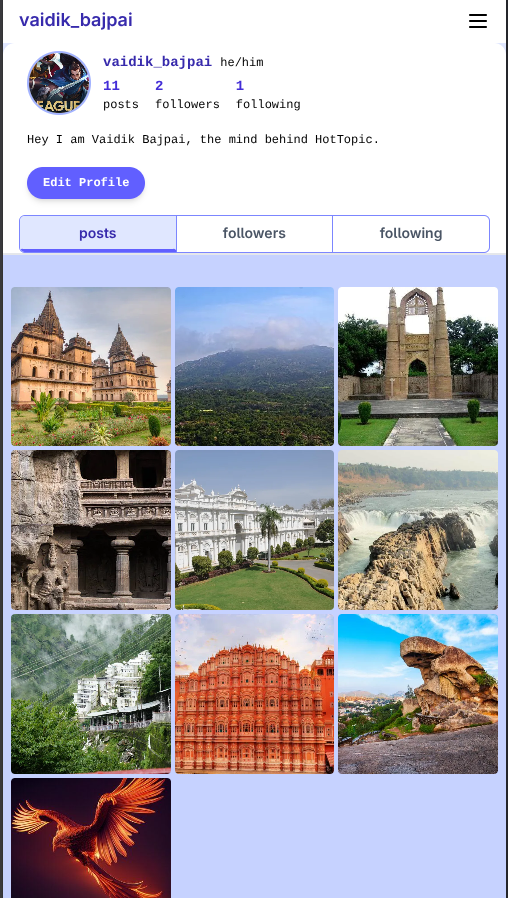 vaidik_bajpai
EAGUE
vaidik_bajpai he/him
11 2 1
posts followers following
Hey I am Vaidik Bajpai, the mind behind HotTopic.
Edit Profile
posts followers following